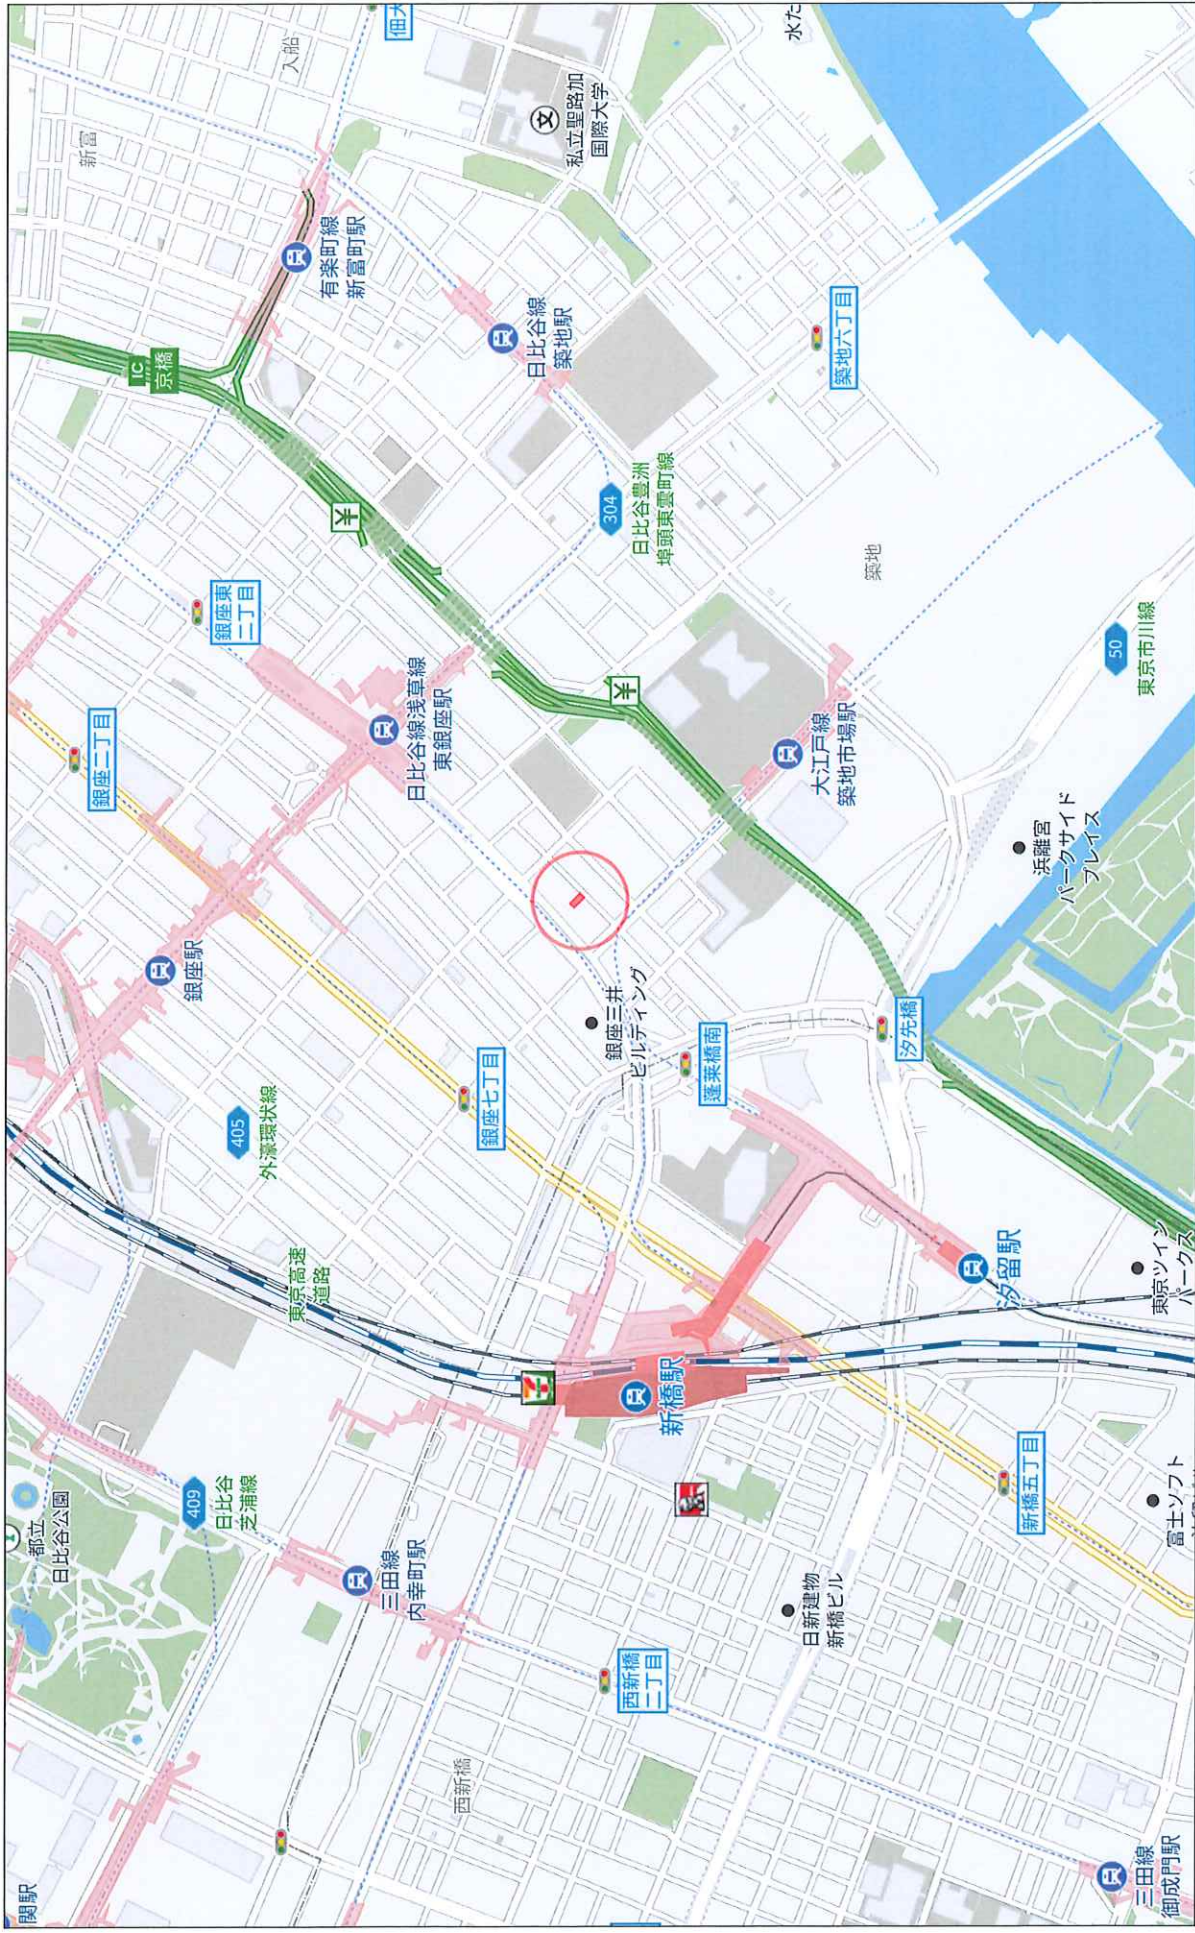 関駅
都立
日比谷公園
新富
銀座二丁目
IC
京橋
銀座駅
409
日比谷
芝浦線
銀座東
二丁目
405
外濠環状線
入船
東京高速
道路
有楽町線
新富町駅
¥
三田線
内幸町駅
佃大
日比谷線浅草線
東銀座駅
西新橋
銀座七丁目
7
日比谷線
築地駅
文
私立聖路加
国際大学
304
日比谷豊洲
埠頭東雲町線
銀座三井
ビルディング
¥
西新橋
二丁目
新橋駅
蓬莱橋南
水た
日新建物
新橋ビル
大江戸線
築地市場駅
築地六丁目
築地
汐先橋
汐留駅
新橋五丁目
浜離宮
パークサイド
プレイス
50
東京市川線
三田線
御成門駅
東京ツイン
パークス
富士ソフト